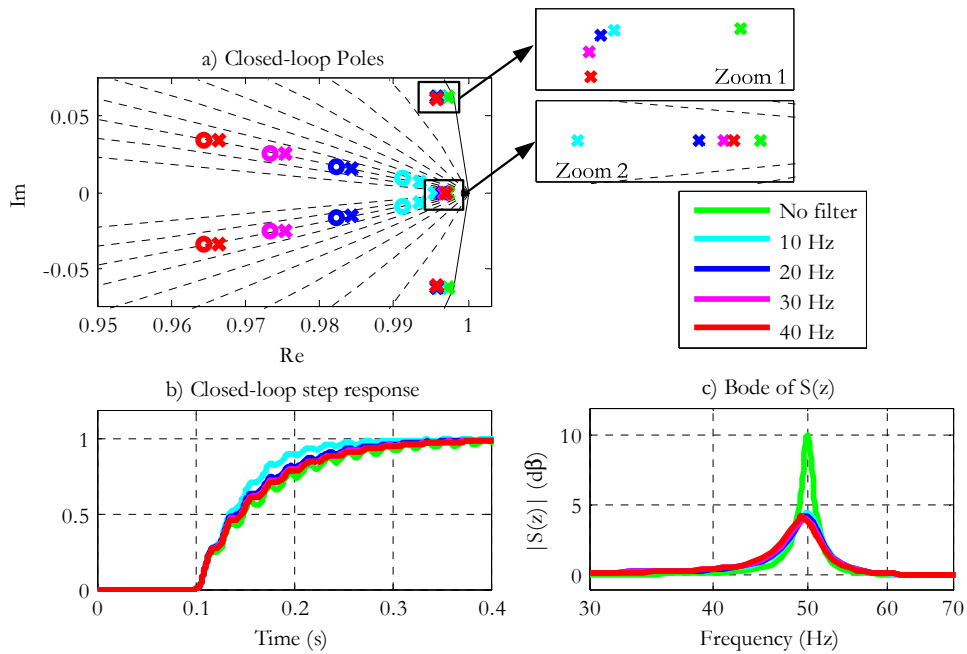 a) Closed-loop Poles
0.05
0
-0.05
Im
0.95
0.96
0.97
0.98
0.99
1
Re
Zoom 1
Zoom 2
No filter
10 Hz
20 Hz
30 Hz
40 Hz
b) Closed-loop step response
1
0.5
0
0
0.1
0.2
0.3
0.4
Time (s)
c) Bode of S(z)
|S(z)| (dβ)
10
5
0
30
40
50
60
70
Frequency (Hz)